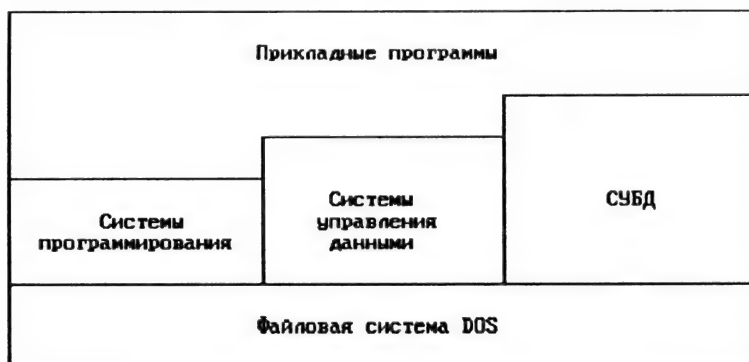 Прикладные программы
Системы
программирования
Системы
управления
данными
СУБД
Файловая система DOS